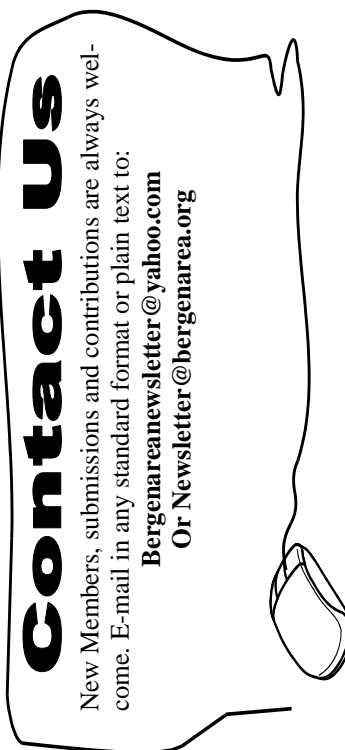 Contact Us
New Members, submissions and contributions are always wel-
come. E-mail in any standard format or plain text to:
Bergenareanewsletter@yahoo.com
Or Newsletter@bergenarea.org